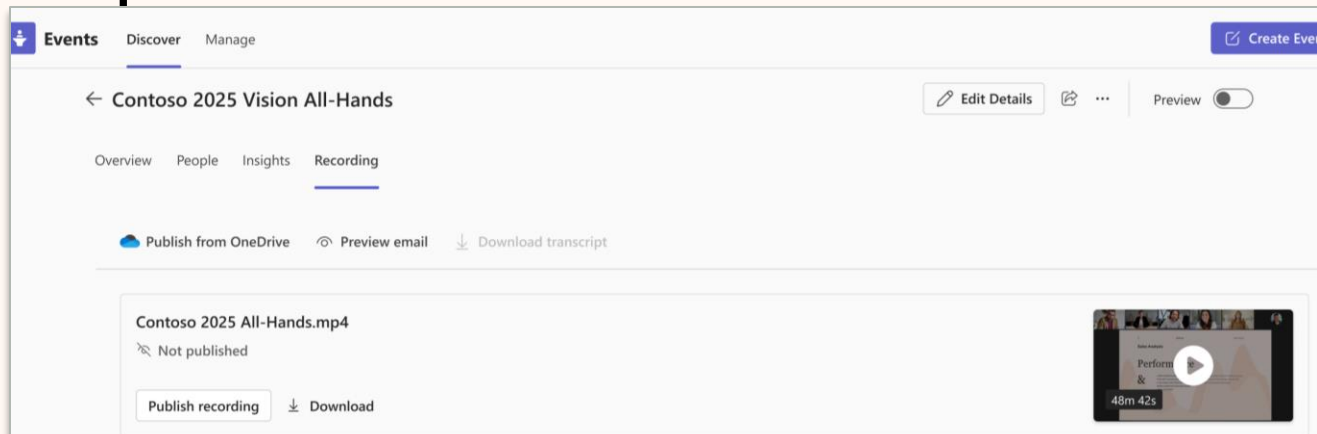 Events Discover Manage Create Eve
← Contoso 2025 Vision All-Hands Edit Details ... Preview
Overview People Insights Recording
Publish from OneDrive Preview email Download transcript
Contoso 2025 All-Hands.mp4
Not published
Publish recording Download
&
48m 42s